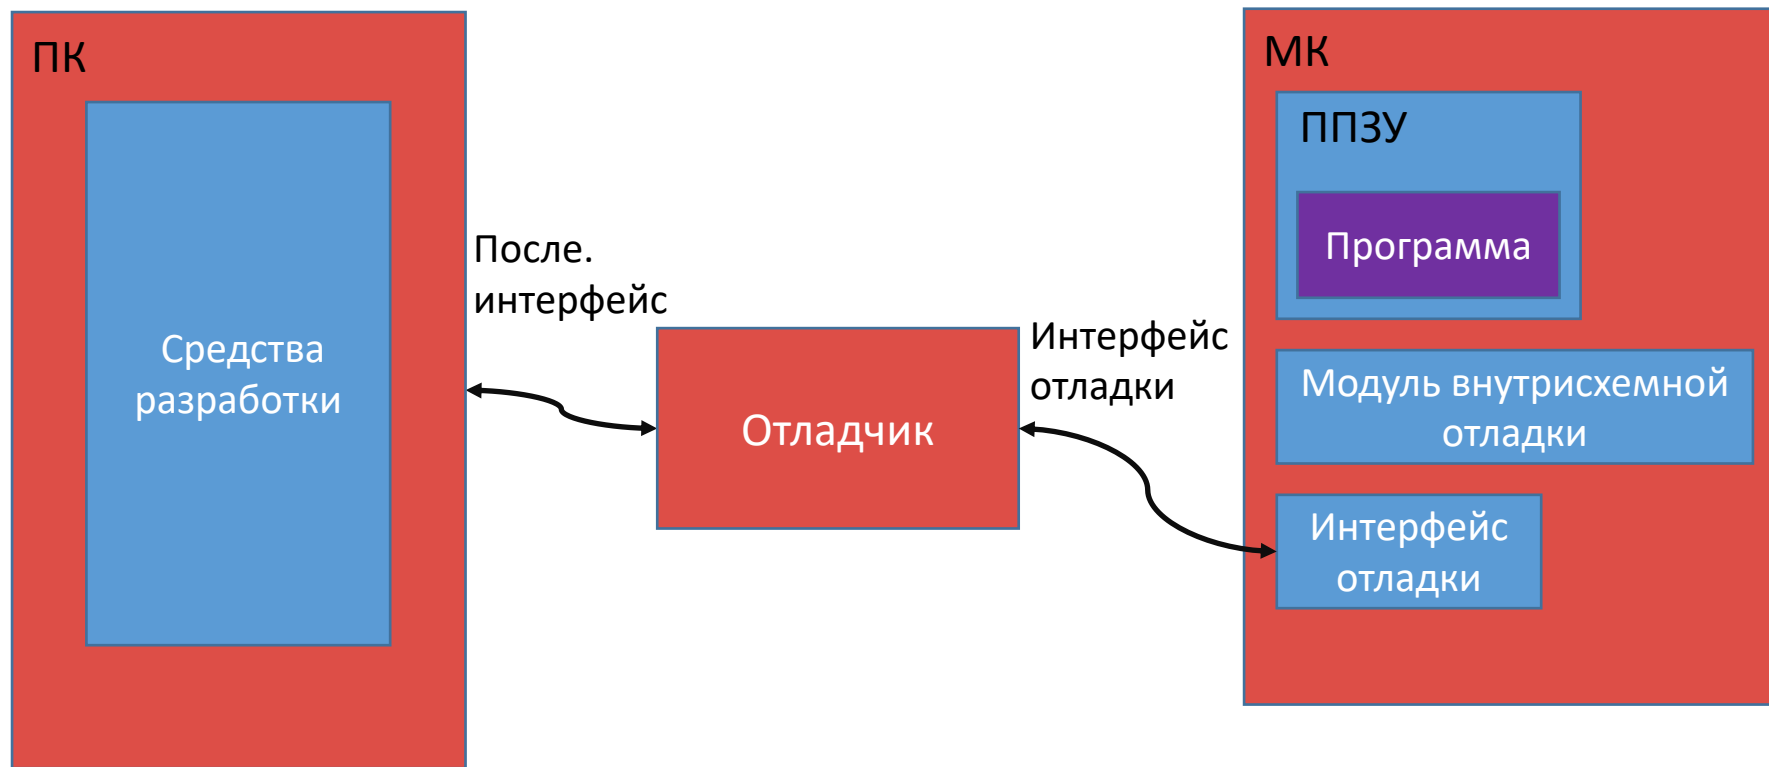 ПК
Средства
разработки
После.
интерфейс
Отладчик
Интерфейс
отладки
МК
ППЗУ
Программа
Модуль внутрисхемной
отладки
Интерфейс
отладки